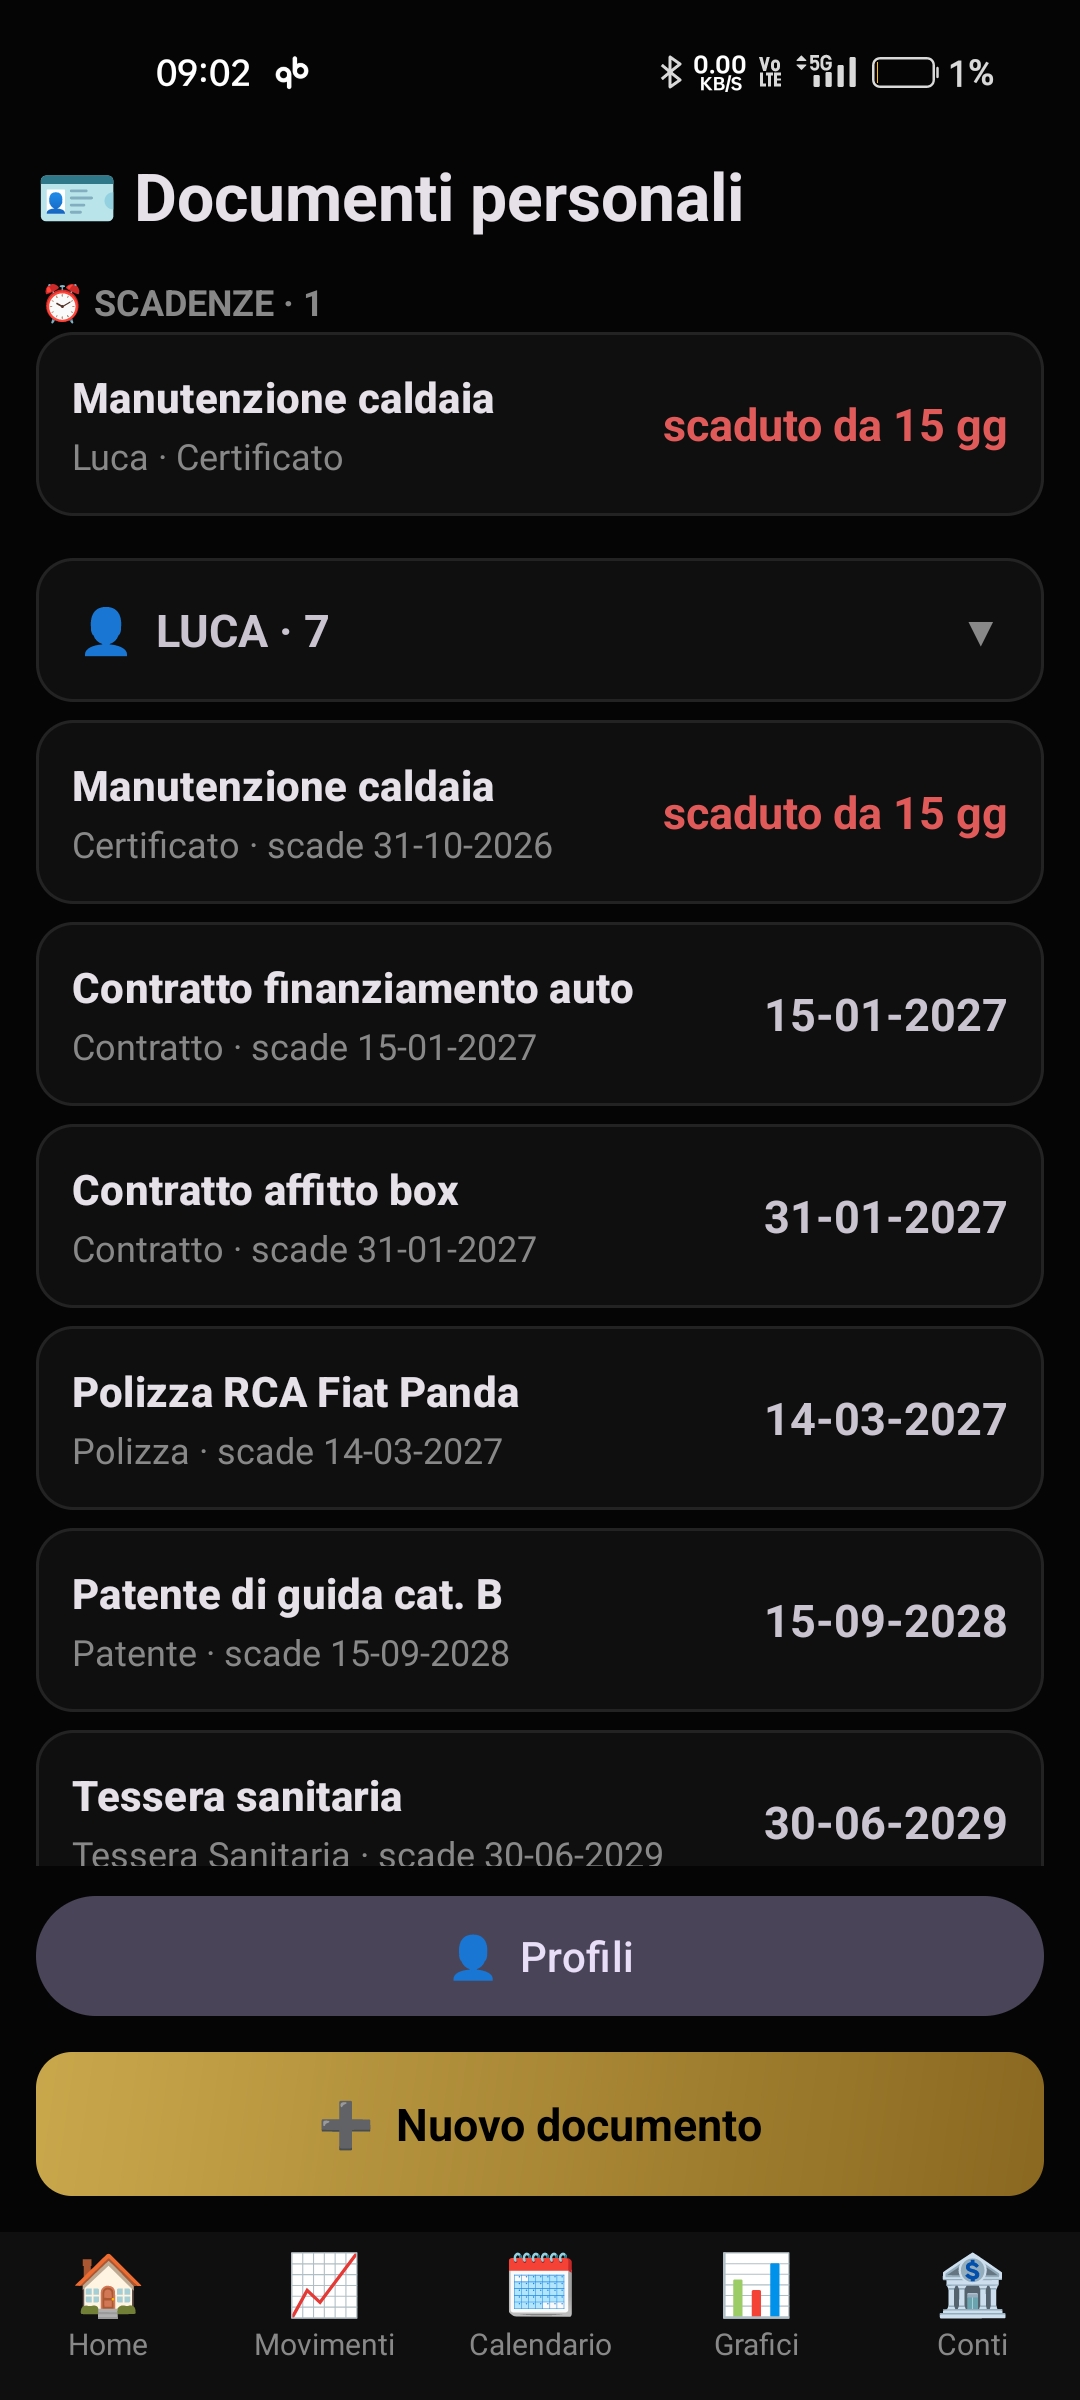 09:02
0.00 KB/S
Vo LTE
5G
1%
Documenti personali
SCADENZE · 1
Manutenzione caldaia
Luca · Certificato
scaduto da 15 gg
LUCA · 7
Manutenzione caldaia
Certificato · scade 31-10-2026
scaduto da 15 gg
Contratto finanziamento auto
Contratto · scade 15-01-2027
15-01-2027
Contratto affitto box
Contratto · scade 31-01-2027
31-01-2027
Polizza RCA Fiat Panda
Polizza · scade 14-03-2027
14-03-2027
Patente di guida cat. B
Patente · scade 15-09-2028
15-09-2028
Tessera sanitaria
Tessera Sanitaria · scade 30-06-2029
30-06-2029
Profili
Nuovo documento
Home
Movimenti
Calendario
Grafici
Conti